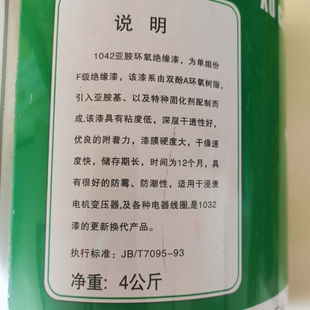 说 明
1042亚胺环氧绝缘漆，为单组份
F级绝缘漆，该漆系由双酚A环氧树脂，
引入亚胺基、以及特种固化剂配制而
成，该漆具有粘度低，深层干透性好，
优良的附着力，漆膜硬度大，干燥速
度快，储存期长，时间为12个月，具
有很好的防霉、防潮性，适用于浸渍
电机变压器，及各种电器线圈，是1032
漆的更新换代产品。
执行标准：JB/T7095-93
净重：4公斤